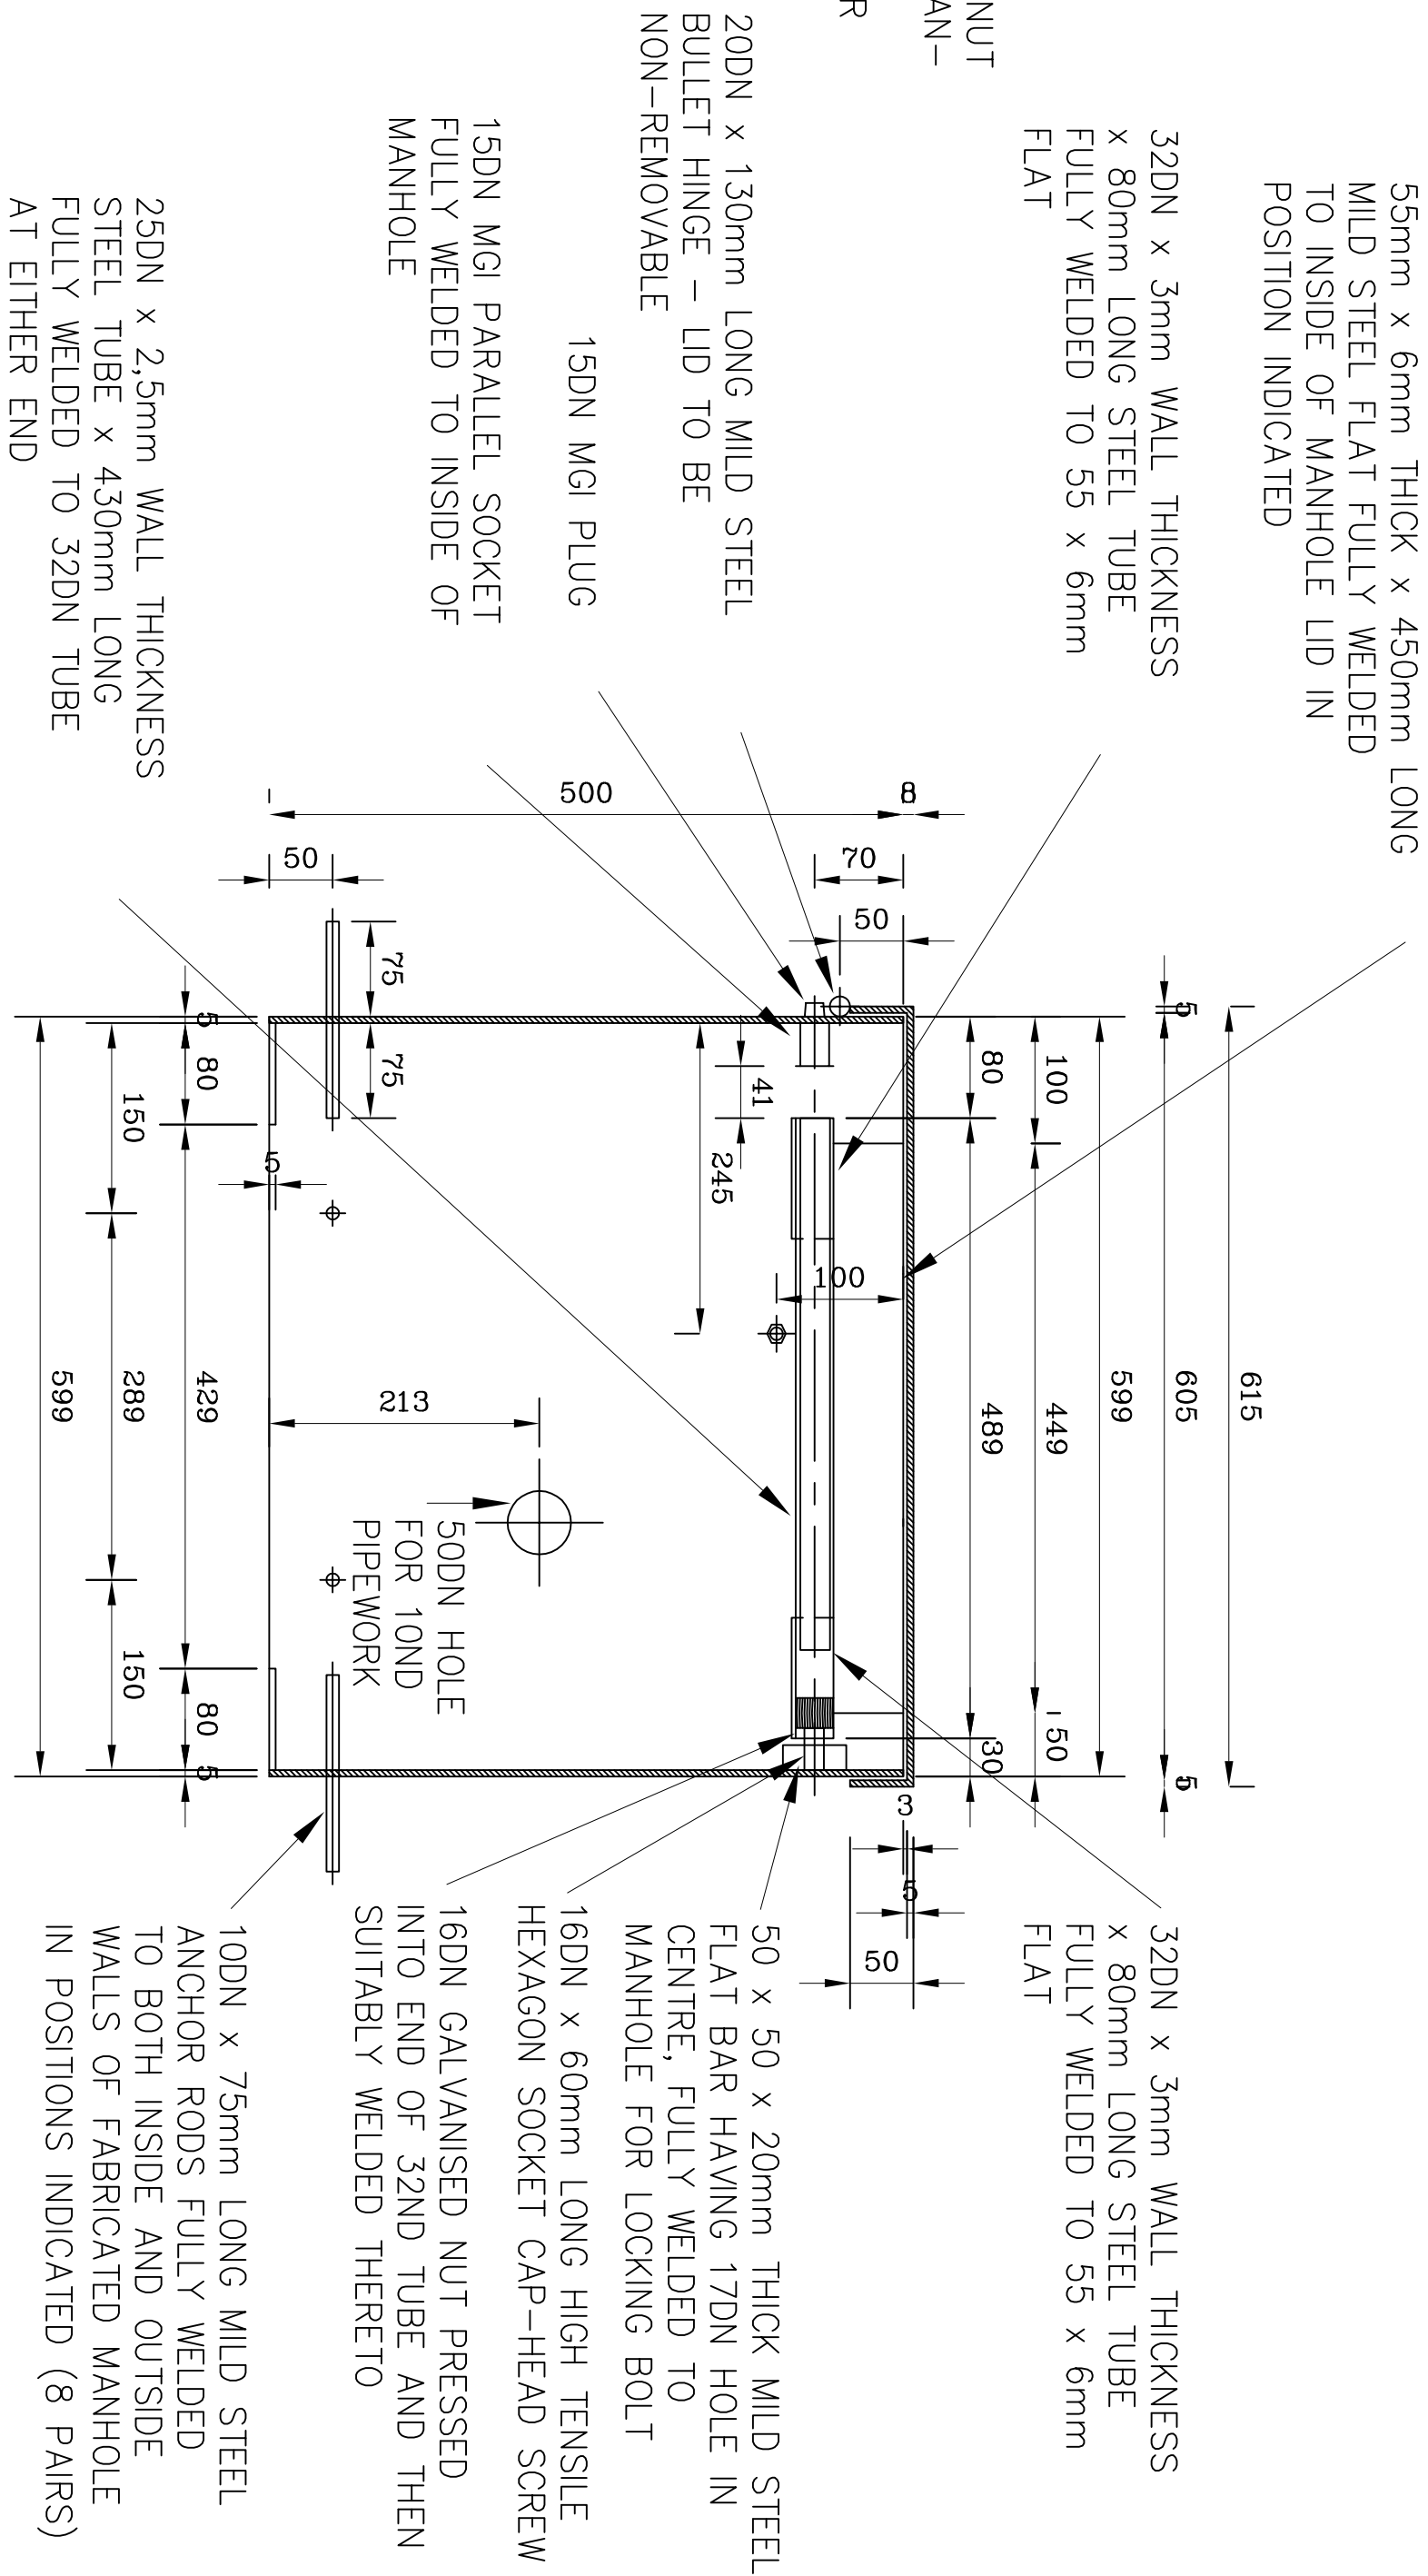 NUT
AN-
R
55mm x 6mm THICK x 450mm LONG
MILD STEEL FLAT FULLY WELDED
TO INSIDE OF MANHOLE LID IN
POSITION INDICATED
32DN x 3mm WALL THICKNESS
x 80mm LONG STEEL TUBE
FULLY WELDED TO 55 x 6mm
FLAT
20DN x 130mm LONG MILD STEEL
BULLET HINGE - LID TO BE
NON-REMOVABLE
15DN MGI PLUG
15DN MGI PARALLEL SOCKET
FULLY WELDED TO INSIDE OF
MANHOLE
25DN x 2,5mm WALL THICKNESS
STEEL TUBE x 430mm LONG
FULLY WELDED TO 32DN TUBE
AT EITHER END
615
5
605
5
599
100
449
50
80
489
30
8
500
70
50
50
75
75
41
245
100
213
50DN HOLE
FOR 10ND
PIPEWORK
3
5
50
5
5
80
429
80
5
150
289
150
599
32DN x 3mm WALL THICKNESS
x 80mm LONG STEEL TUBE
FULLY WELDED TO 55 x 6mm
FLAT
50 x 50 x 20mm THICK MILD STEEL
FLAT BAR HAVING 17DN HOLE IN
CENTRE, FULLY WELDED TO
MANHOLE FOR LOCKING BOLT
16DN x 60mm LONG HIGH TENSILE
HEXAGON SOCKET CAP-HEAD SCREW
16DN GALVANISED NUT PRESSED
INTO END OF 32ND TUBE AND THEN
SUITABLY WELDED THERETO
10DN x 75mm LONG MILD STEEL
ANCHOR RODS FULLY WELDED
TO BOTH INSIDE AND OUTSIDE
WALLS OF FABRICATED MANHOLE
IN POSITIONS INDICATED (8 PAIRS)